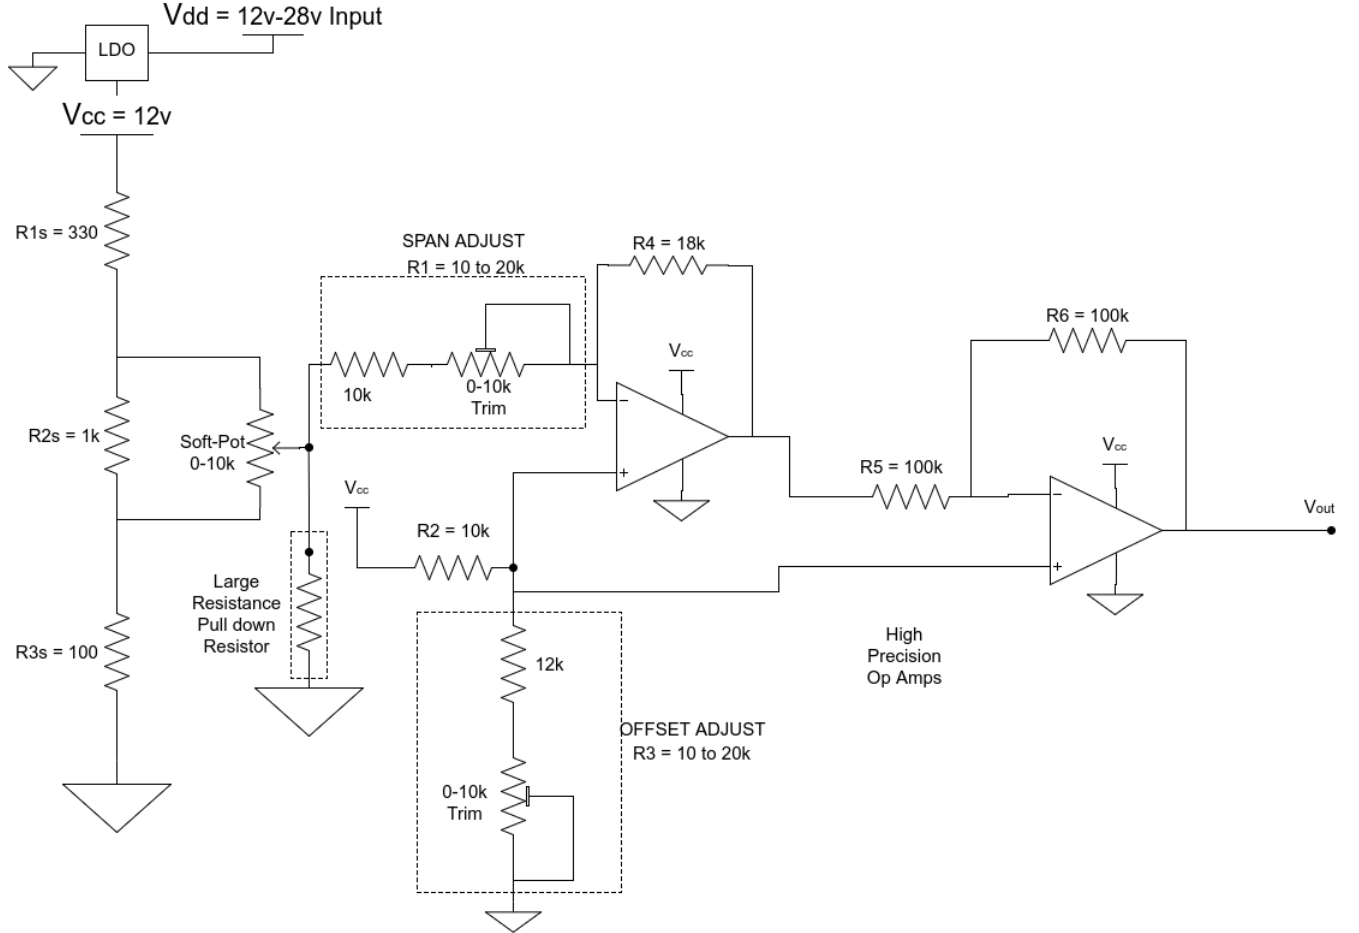 Vdd = 12v-28v Input
LDO
Vcc = 12v
R1s = 330
SPAN ADJUST
R1 = 10 to 20k
R4 = 18k
R6 = 100k
Vcc
10k
0-10k
Trim
−
+
R2s = 1k
Soft-Pot
0-10k
Vcc
R5 = 100k
Vcc
−
+
Vout
R2 = 10k
Large
Resistance
Pull down
Resistor
R3s = 100
12k
High
Precision
Op Amps
OFFSET ADJUST
R3 = 10 to 20k
0-10k
Trim